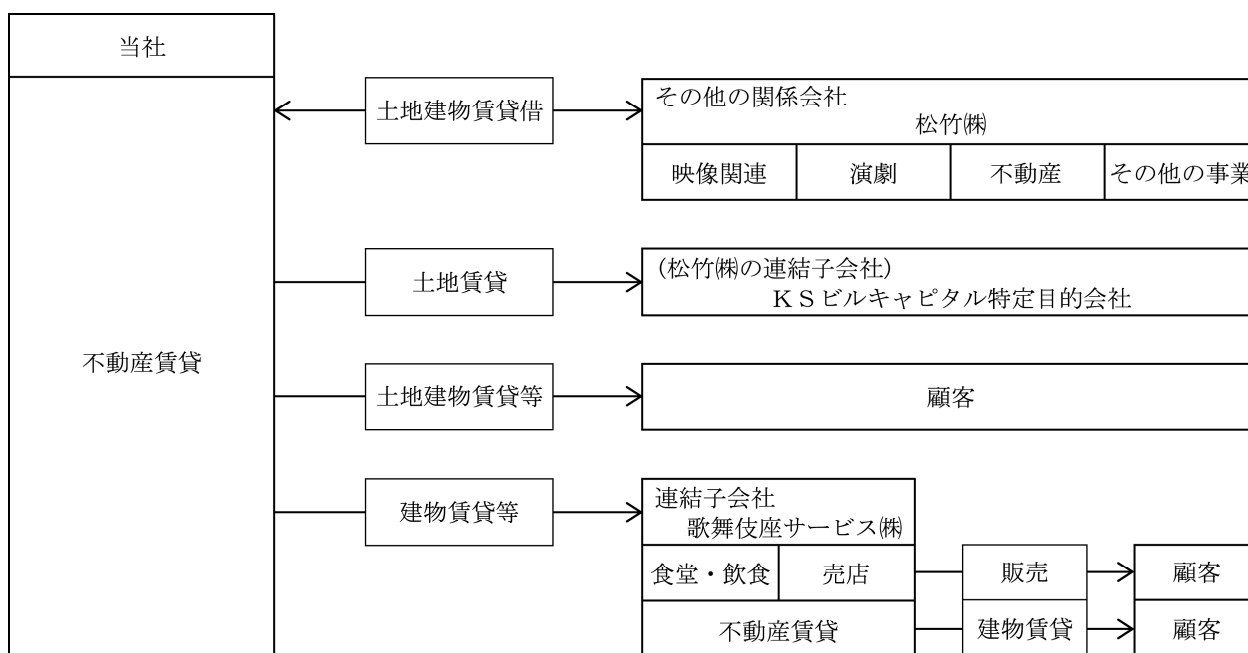 当社
不動産賃貸
土地建物賃貸借
その他の関係会社
松竹㈱
映像関連
演劇
不動産
その他の事業
土地賃貸
(松竹㈱の連結子会社)
ＫＳビルキャピタル特定目的会社
土地建物賃貸等
顧客
建物賃貸等
連結子会社
歌舞伎座サービス㈱
食堂・飲食
売店
販売
顧客
不動産賃貸
建物賃貸
顧客